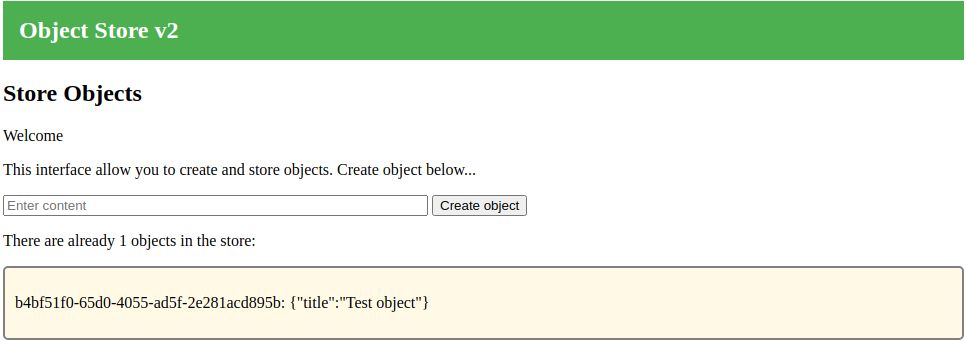 Object Store v2
Store Objects
Welcome
This interface allow you to create and store objects. Create object below...
Enter content
Create object
There are already 1 objects in the store:
b4bf51f0-65d0-4055-ad5f-2e281acd895b: {"title":"Test object"}